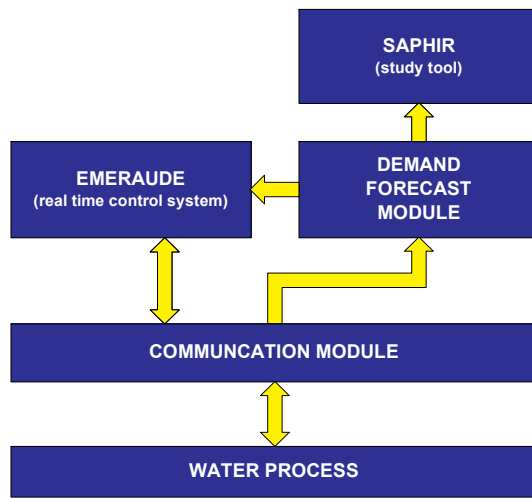 SAPHIR
(study tool)
EMERAUDE
(real time control system)
DEMAND
FORECAST
MODULE
COMMUNCATION MODULE
WATER PROCESS